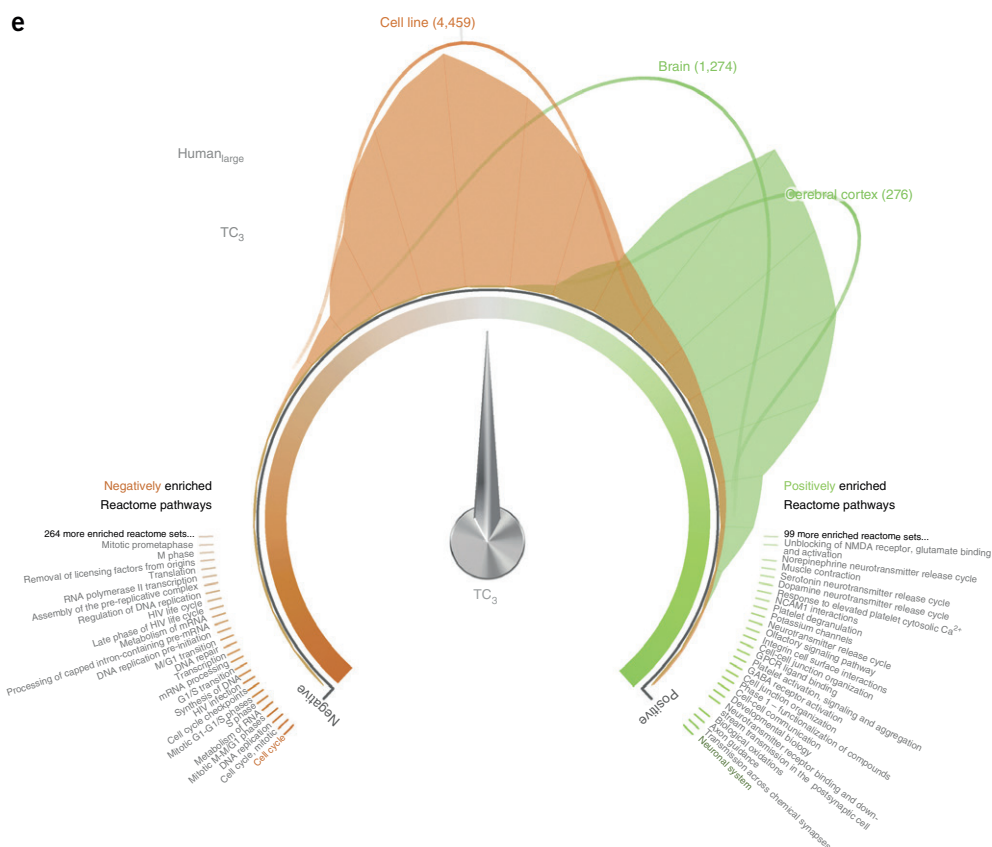 e
Cell line (4,459)
Brain (1,274)
Human large
Cerebral cortex (276)
TC3
Negatively enriched
Reactome pathways
264 more enriched reactome sets...
Mitotic prometaphase
M phase
Removal of licensing factors from origins
Translation
RNA polymerase II transcription
Assembly of the pre-replicative complex
Regulation of DNA replication
HIV life cycle
Late phase of HIV life cycle
Metabolism of mRNA
Processing of capped intron-containing pre-mRNA
DNA replication pre-initiation
M/G1 transition
DNA repair
Transcription
mRNA processing
G1/S transition
Synthesis of DNA
HIV infection
Cell cycle checkpoints
Mitotic G1-G1/S phases
S phase
Metabolism of RNA
Mitotic M-M/G1 phases
DNA replication
Cell cycle, mitotic
Cell cycle
Negative
TC3
Positive
Positively enriched
Reactome pathways
99 more enriched reactome sets...
Unblocking of NMDA receptor, glutamate binding
and activation
Norepinephrine neurotransmitter release cycle
Muscle contraction
Serotonin neurotransmitter release cycle
Dopamine neurotransmitter release cycle
Response to elevated platelet cytosolic Ca2+
NCAM1 interactions
Platelet degranulation
Potassium channels
Neurotransmitter release cycle
Olfactory signaling pathway
Integrin cell surface interactions
Cell-cell junction organization
GPCR ligand binding
Platelet activation, signaling and aggregation
GABA receptor activation
Cell junction organization
Phase 1 – functionalization of compounds
Cell-cell communication
Developmental biology
Neurotransmitter receptor binding and down-
stream transmission in the postsynaptic cell
Biological oxidations
Axon guidance
Transmission across chemical synapses
Neuronal system